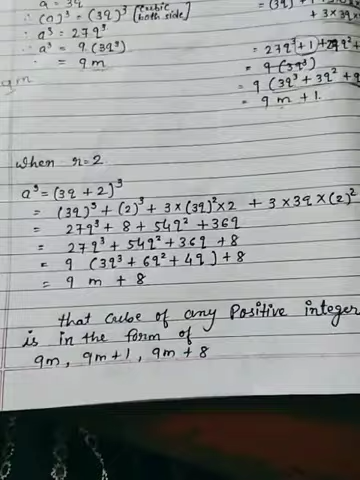 a = 3q
∴ (a)³ = (3q)³ [cubic both side]
∴ a³ = 27q³
∴ a³ = 9(3q³)
= 9m
9m
= 27q³ + 1 + 27q²
= 9(3q³)
= 9(3q³ + 3q² + q
= 9m + 1.
when r = 2
a³ = (3q + 2)³
= (3q)³ + (2)³ + 3 × (3q)² × 2 + 3 × 3q × (2)²
= 27q³ + 8 + 54q² + 36q
= 27q³ + 54q² + 36q + 8
= 9 (3q³ + 6q² + 4q) + 8
= 9 m + 8
that cube of any Positive integer
is in the form of
9m, 9m+1, 9m+8